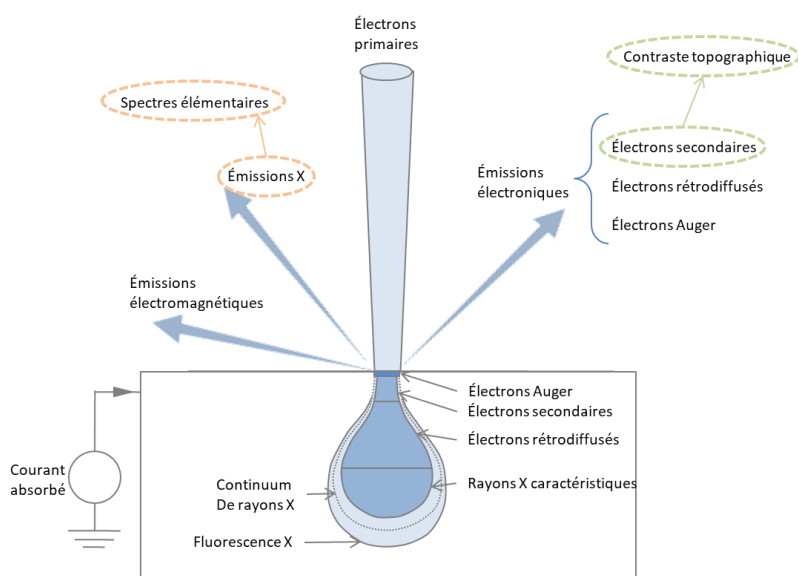 Électrons
primaires
Contraste topographique
Spectres élémentaires
Électrons secondaires
Émissions X
Émissions
électroniques
Électrons rétrodiffusés
Électrons Auger
Émissions
électromagnétiques
Électrons Auger
Électrons secondaires
Électrons rétrodiffusés
Courant
absorbé
Continuum
De rayons X
Rayons X caractéristiques
Fluorescence X